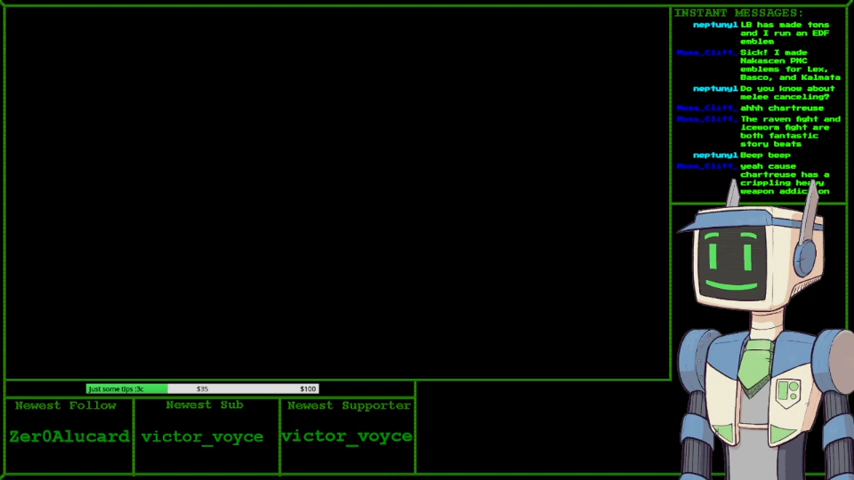 INSTANT MESSAGES:
neptunyl LB has made tons
and I run an EDF
emblem
Sick! I made
Nakascen PMC
emblems for Lex,
Basco, and Kalmata
neptunyl Do you know about
melee canceling?
ahhh chartreuse
The raven fight and
iceworm fight are
both fantastic
story beats
neptunyl Beep beep
yeah cause
chartreuse has a
crippling heavy
weapon addiction
Just some tips :3c $35 $100
Newest Follow Newest Sub Newest Supporter
Zer0Alucard victor_voyce victor_voyce